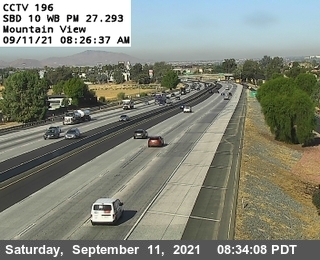 CCTV 196
SBD 10 WB PM 27.293
Mountain View
09/11/21 08:26:37 AM
Saturday, September 11, 2021 08:34:08 PDT